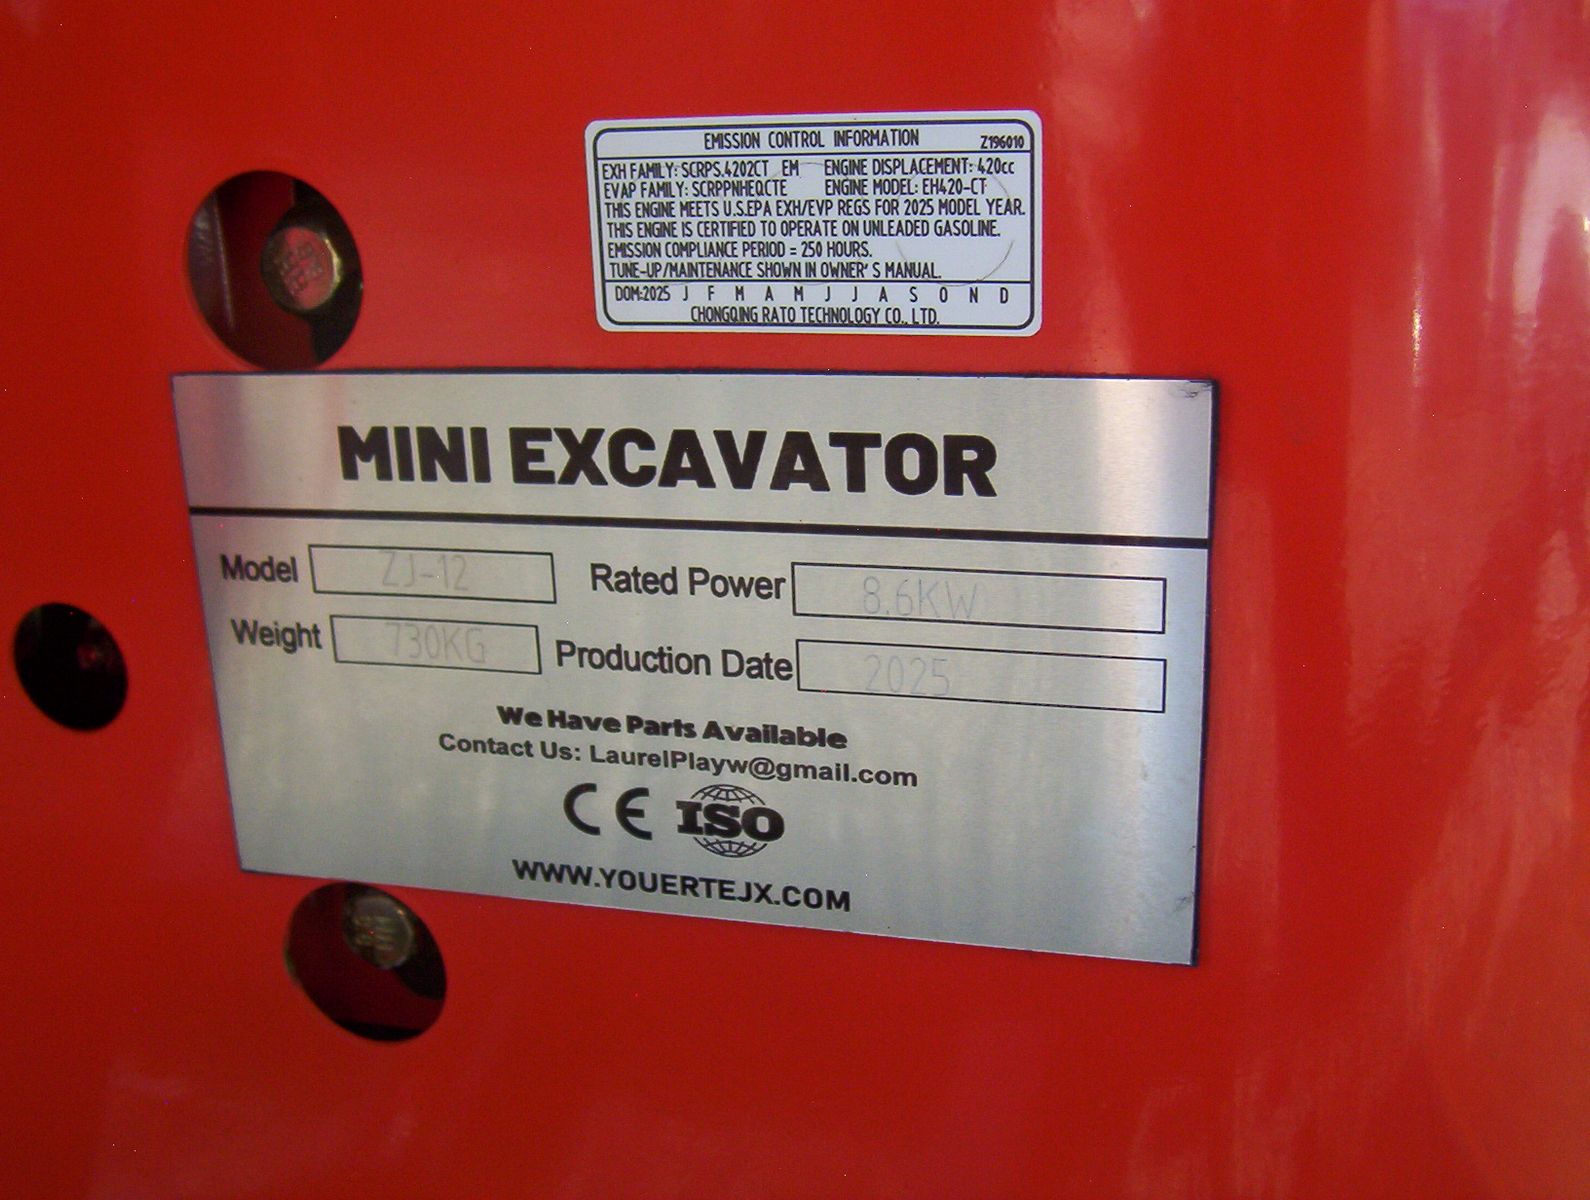 EMISSION CONTROL INFORMATION Z196010
EXH FAMILY: SCRPS.4202CT EM ENGINE DISPLACEMENT: 420cc
EVAP FAMILY: SCRPPNHEQCTE ENGINE MODEL: EH420-CT
THIS ENGINE MEETS U.S.EPA EXH/EVP REGS FOR 2025 MODEL YEAR.
THIS ENGINE IS CERTIFIED TO OPERATE ON UNLEADED GASOLINE.
EMISSION COMPLIANCE PERIOD = 250 HOURS.
TUNE-UP/MAINTENANCE SHOWN IN OWNER' S MANUAL.
DOM:2025 J F M A M J J A S O N D
CHONGQING RATO TECHNOLOGY CO., LTD.
MINI EXCAVATOR
Model ZJ-12 Rated Power 8.6KW
Weight 730KG Production Date 2025
We Have Parts Available
Contact Us: LaurelPlayw@gmail.com
CE ISO
WWW.YOUERTEJX.COM